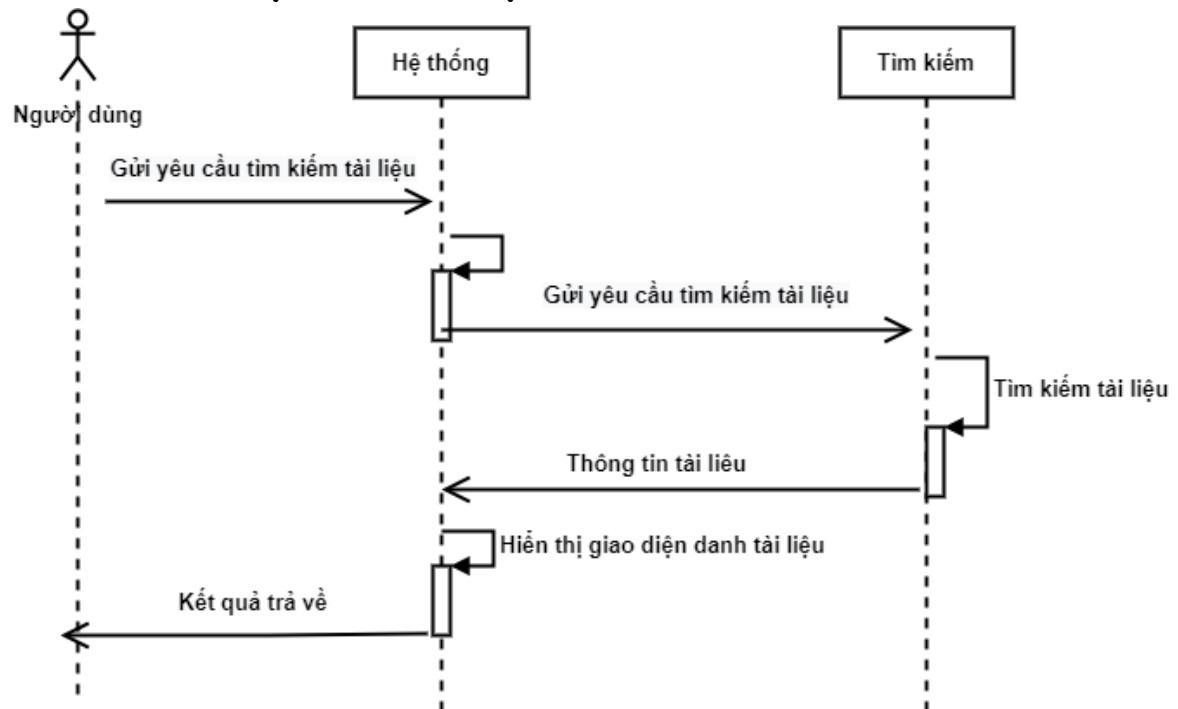 Hệ thống
Tìm kiếm
Người dùng
Gửi yêu cầu tìm kiếm tài liệu
Gửi yêu cầu tìm kiếm tài liệu
Tìm kiếm tài liệu
Thông tin tài liêu
Hiển thị giao diện danh tài liệu
Kết quả trả về